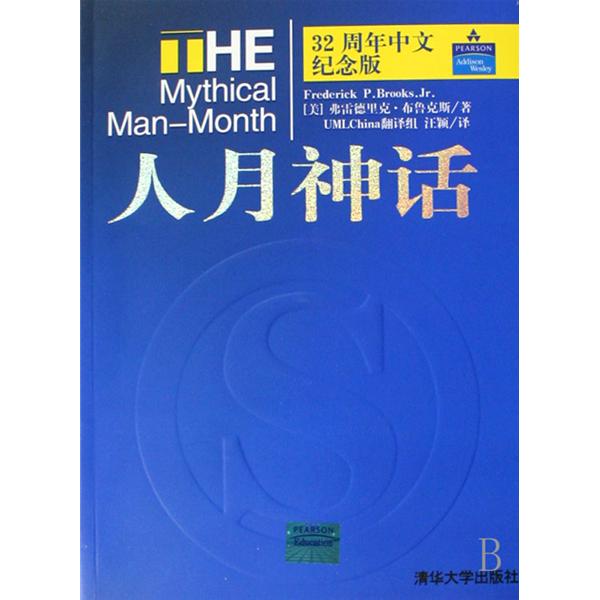 THE
Mythical
Man-Month
32 周年中文
纪念版
PEARSON
Addison
Wesley
Frederick P.Brooks.Jr.
[美] 弗雷德里克·布鲁克斯/著
UMLChina翻译组 汪颖/译
人月神话
PEARSON
Education
B
清华大学出版社